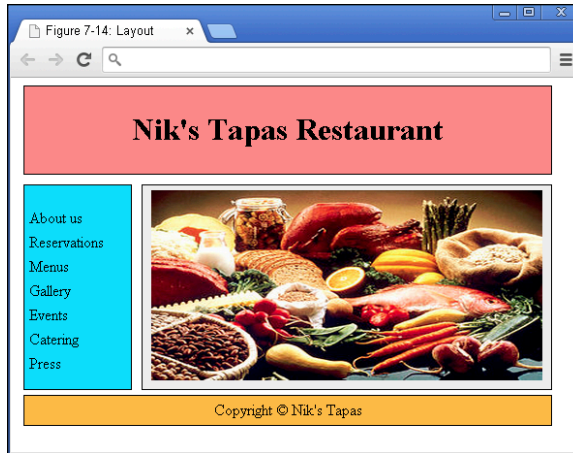 Figure 7-14: Layout
Nik's Tapas Restaurant
About us
Reservations
Menus
Gallery
Events
Catering
Press
Copyright © Nik's Tapas